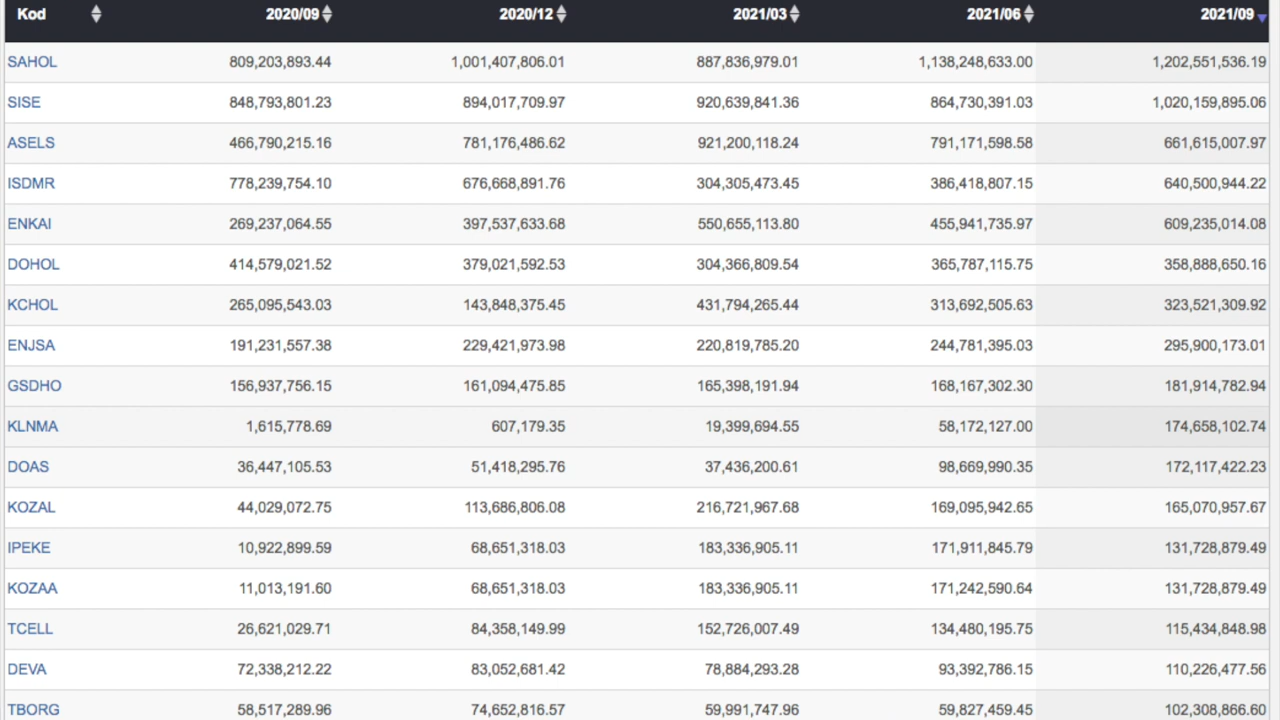 Kod 2020/09 2020/12 2021/03 2021/06 2021/09
SAHOL 809,203,893.44 1,001,407,806.01 887,836,979.01 1,138,248,633.00 1,202,551,536.19
SISE 848,793,801.23 894,017,709.97 920,639,841.36 864,730,391.03 1,020,159,895.06
ASELS 466,790,215.16 781,176,486.62 921,200,118.24 791,171,598.58 661,615,007.97
ISDMR 778,239,754.10 676,668,891.76 304,305,473.45 386,418,807.15 640,500,944.22
ENKAI 269,237,064.55 397,537,633.68 550,655,113.80 455,941,735.97 609,235,014.08
DOHOL 414,579,021.52 379,021,592.53 304,366,809.54 365,787,115.75 358,888,650.16
KCHOL 265,095,543.03 143,848,375.45 431,794,265.44 313,692,505.63 323,521,309.92
ENJSA 191,231,557.38 229,421,973.98 220,819,785.20 244,781,395.03 295,900,173.01
GSDHO 156,937,756.15 161,094,475.85 165,398,191.94 168,167,302.30 181,914,782.94
KLNMA 1,615,778.69 607,179.35 19,399,694.55 58,172,127.00 174,658,102.74
DOAS 36,447,105.53 51,418,295.76 37,436,200.61 98,669,990.35 172,117,422.23
KOZAL 44,029,072.75 113,686,806.08 216,721,967.68 169,095,942.65 165,070,957.67
IPEKE 10,922,899.59 68,651,318.03 183,336,905.11 171,911,845.79 131,728,879.49
KOZAA 11,013,191.60 68,651,318.03 183,336,905.11 171,242,590.64 131,728,879.49
TCELL 26,621,029.71 84,358,149.99 152,726,007.49 134,480,195.75 115,434,848.98
DEVA 72,338,212.22 83,052,681.42 78,884,293.28 93,392,786.15 110,226,477.56
TBORG 58,517,289.96 74,652,816.57 59,991,747.96 59,827,459.45 102,308,866.60